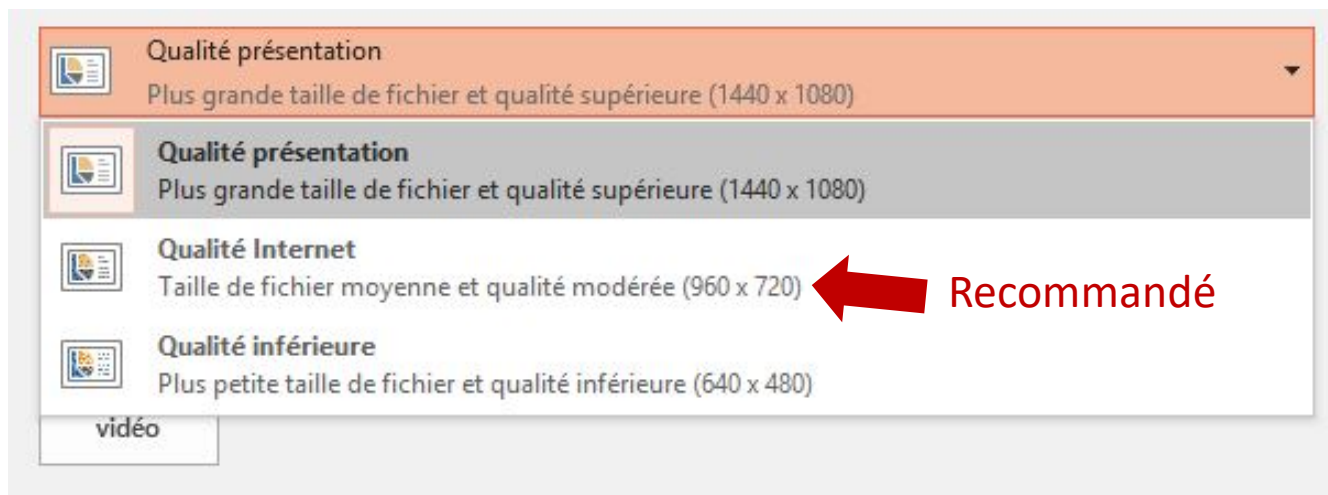 Qualité présentation
Plus grande taille de fichier et qualité supérieure (1440 x 1080)
Qualité présentation
Plus grande taille de fichier et qualité supérieure (1440 x 1080)
Qualité Internet
Taille de fichier moyenne et qualité modérée (960 x 720)
Recommandé
Qualité inférieure
Plus petite taille de fichier et qualité inférieure (640 x 480)
vidéo